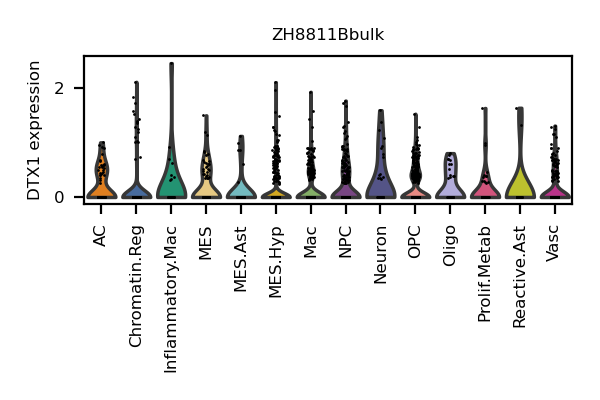 ZH8811Bbulk
DTX1 expression
2
0
AC
Chromatin.Reg
Inflammatory.Mac
MES
MES.Ast
MES.Hyp
Mac
NPC
Neuron
OPC
Oligo
Prolif.Metab
Reactive.Ast
Vasc